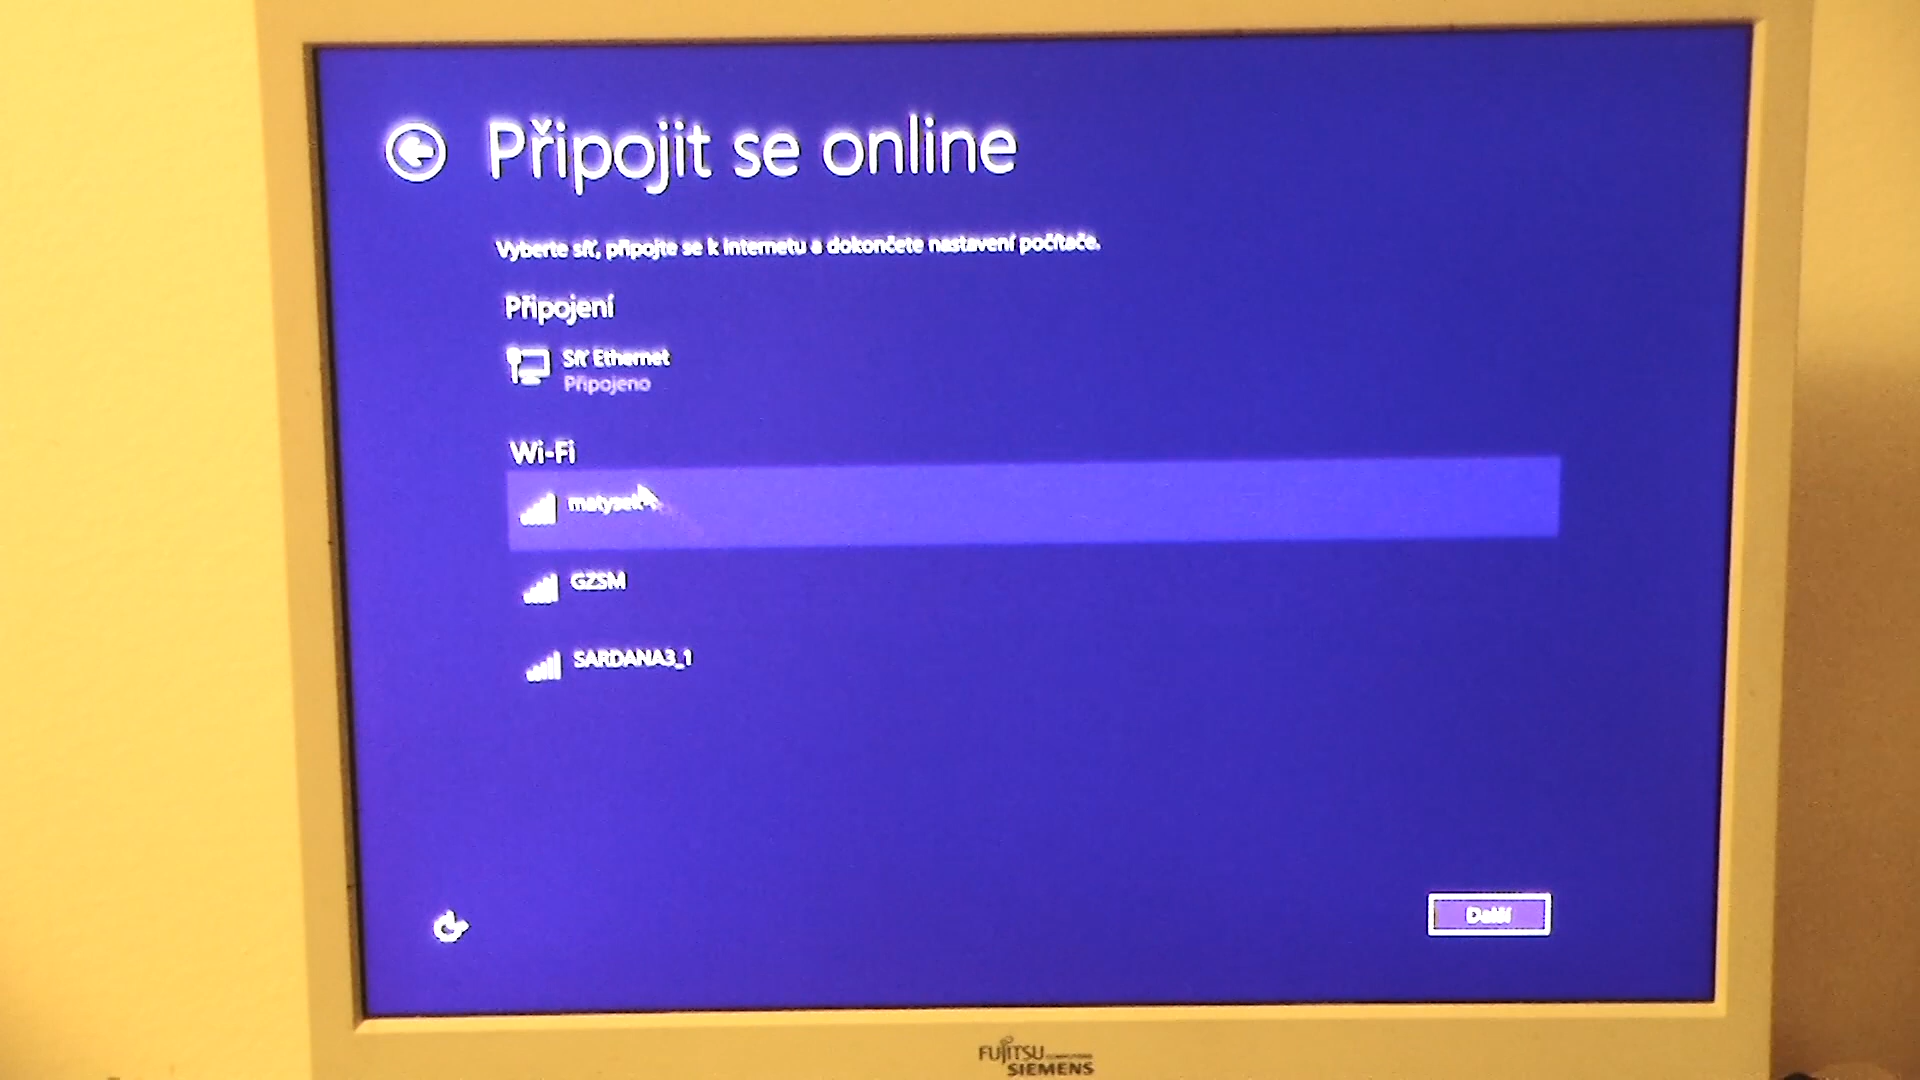 Připojit se online
Vyberte síť, připojte se k Internetu a dokončete nastavení počítače.
Připojení
Síť Ethernet
Připojeno
Wi-Fi
GZSM
SARDANA3_1
Další
FUJITSU
SIEMENS